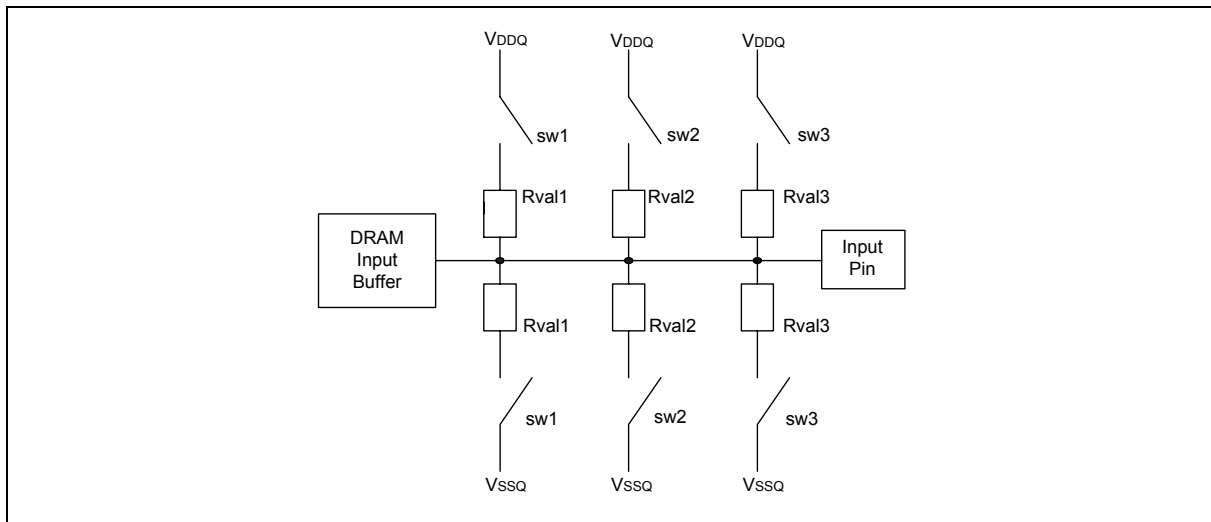 VDDQ VDDQ VDDQ
sw1 sw2 sw3
Rval1 Rval2 Rval3
DRAM
Input
Buffer
Input
Pin
Rval1 Rval2 Rval3
sw1 sw2 sw3
VSSQ VSSQ VSSQ